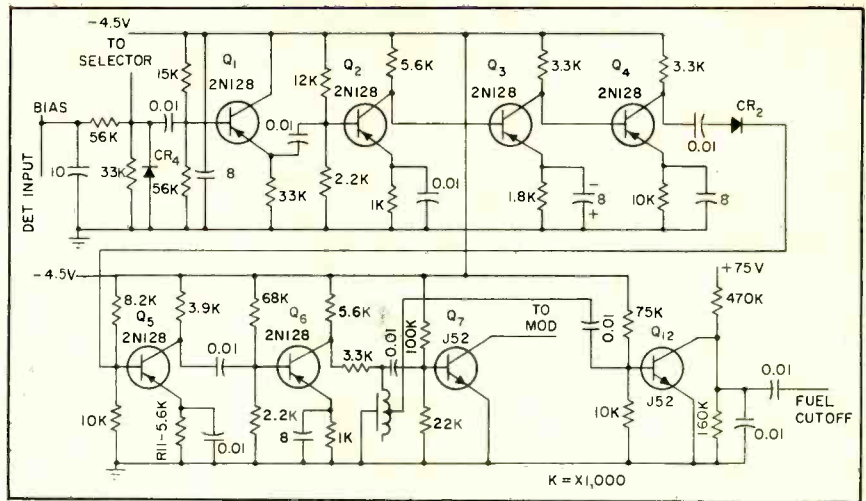 -4.5V
TO
SELECTOR
BIAS
56K
0.01
15K
Q1
2N128
0.01
12K
Q2
2N128
5.6K
Q3
2N128
3.3K
Q4
2N128
3.3K
0.01
CR2
DET INPUT
10
33K
CR4
56K
8
33K
2.2K
1K
0.01
1.8K
-
8
+
10K
8
-4.5V
8.2K
Q5
2N128
3.9K
0.01
68K
Q6
2N128
5.6K
3.3K
0.01
100K
Q7
J52
TO
MOD
0.01
75K
Q12
J52
+75V
470K
0.01
FUEL
CUTOFF
10K
R11-5.6K
0.01
2.2K
8
1K
22K
10K
160K
0.01
K = X1,000